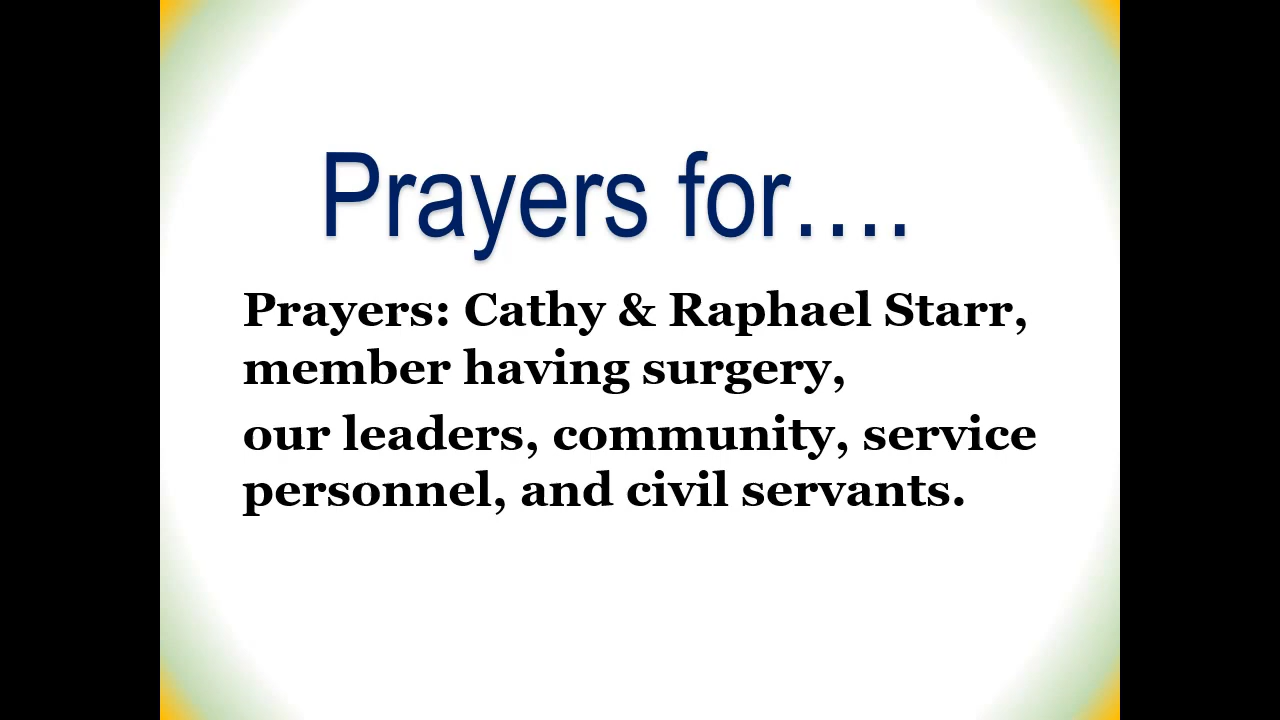 Prayers for….
Prayers: Cathy & Raphael Starr,
member having surgery,
our leaders, community, service
personnel, and civil servants.